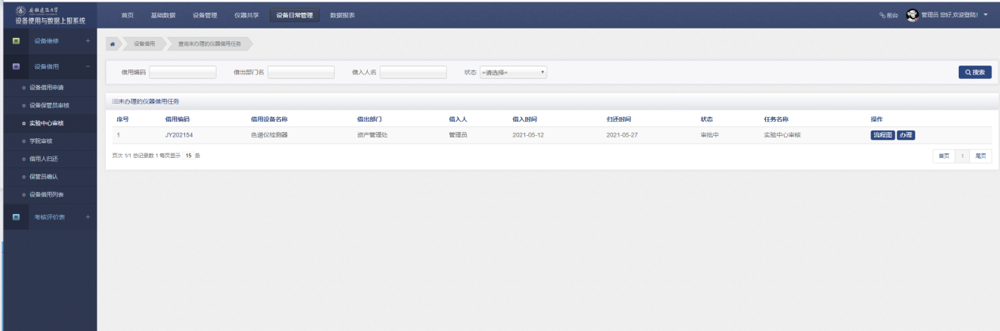 安徽建筑大学
设备使用与数据上报系统
首页 基础数据 设备管理 仪器共享 设备日常管理 数据报表
前台 管理员 您好,欢迎登陆!
设备维修 +
设备借用 −
设备借用申请
设备保管员审核
实验中心审核
学院审核
借用人归还
保管员确认
设备借用列表
考核评价表 +
设备借用 查询未办理的仪器借用任务
借用编码 借出部门名 借入人名 状态 =请选择= 搜索
未办理的仪器借用任务
序号 借用编码 借用设备名称 借出部门 借入人 借入时间 归还时间 状态 任务名称 操作
1 JY202154 色谱仪检测器 资产管理处 管理员 2021-05-12 2021-05-27 审批中 实验中心审核 流程图 办理
页次 1/1 总记录数 1 每页显示 15 条 首页 1 尾页